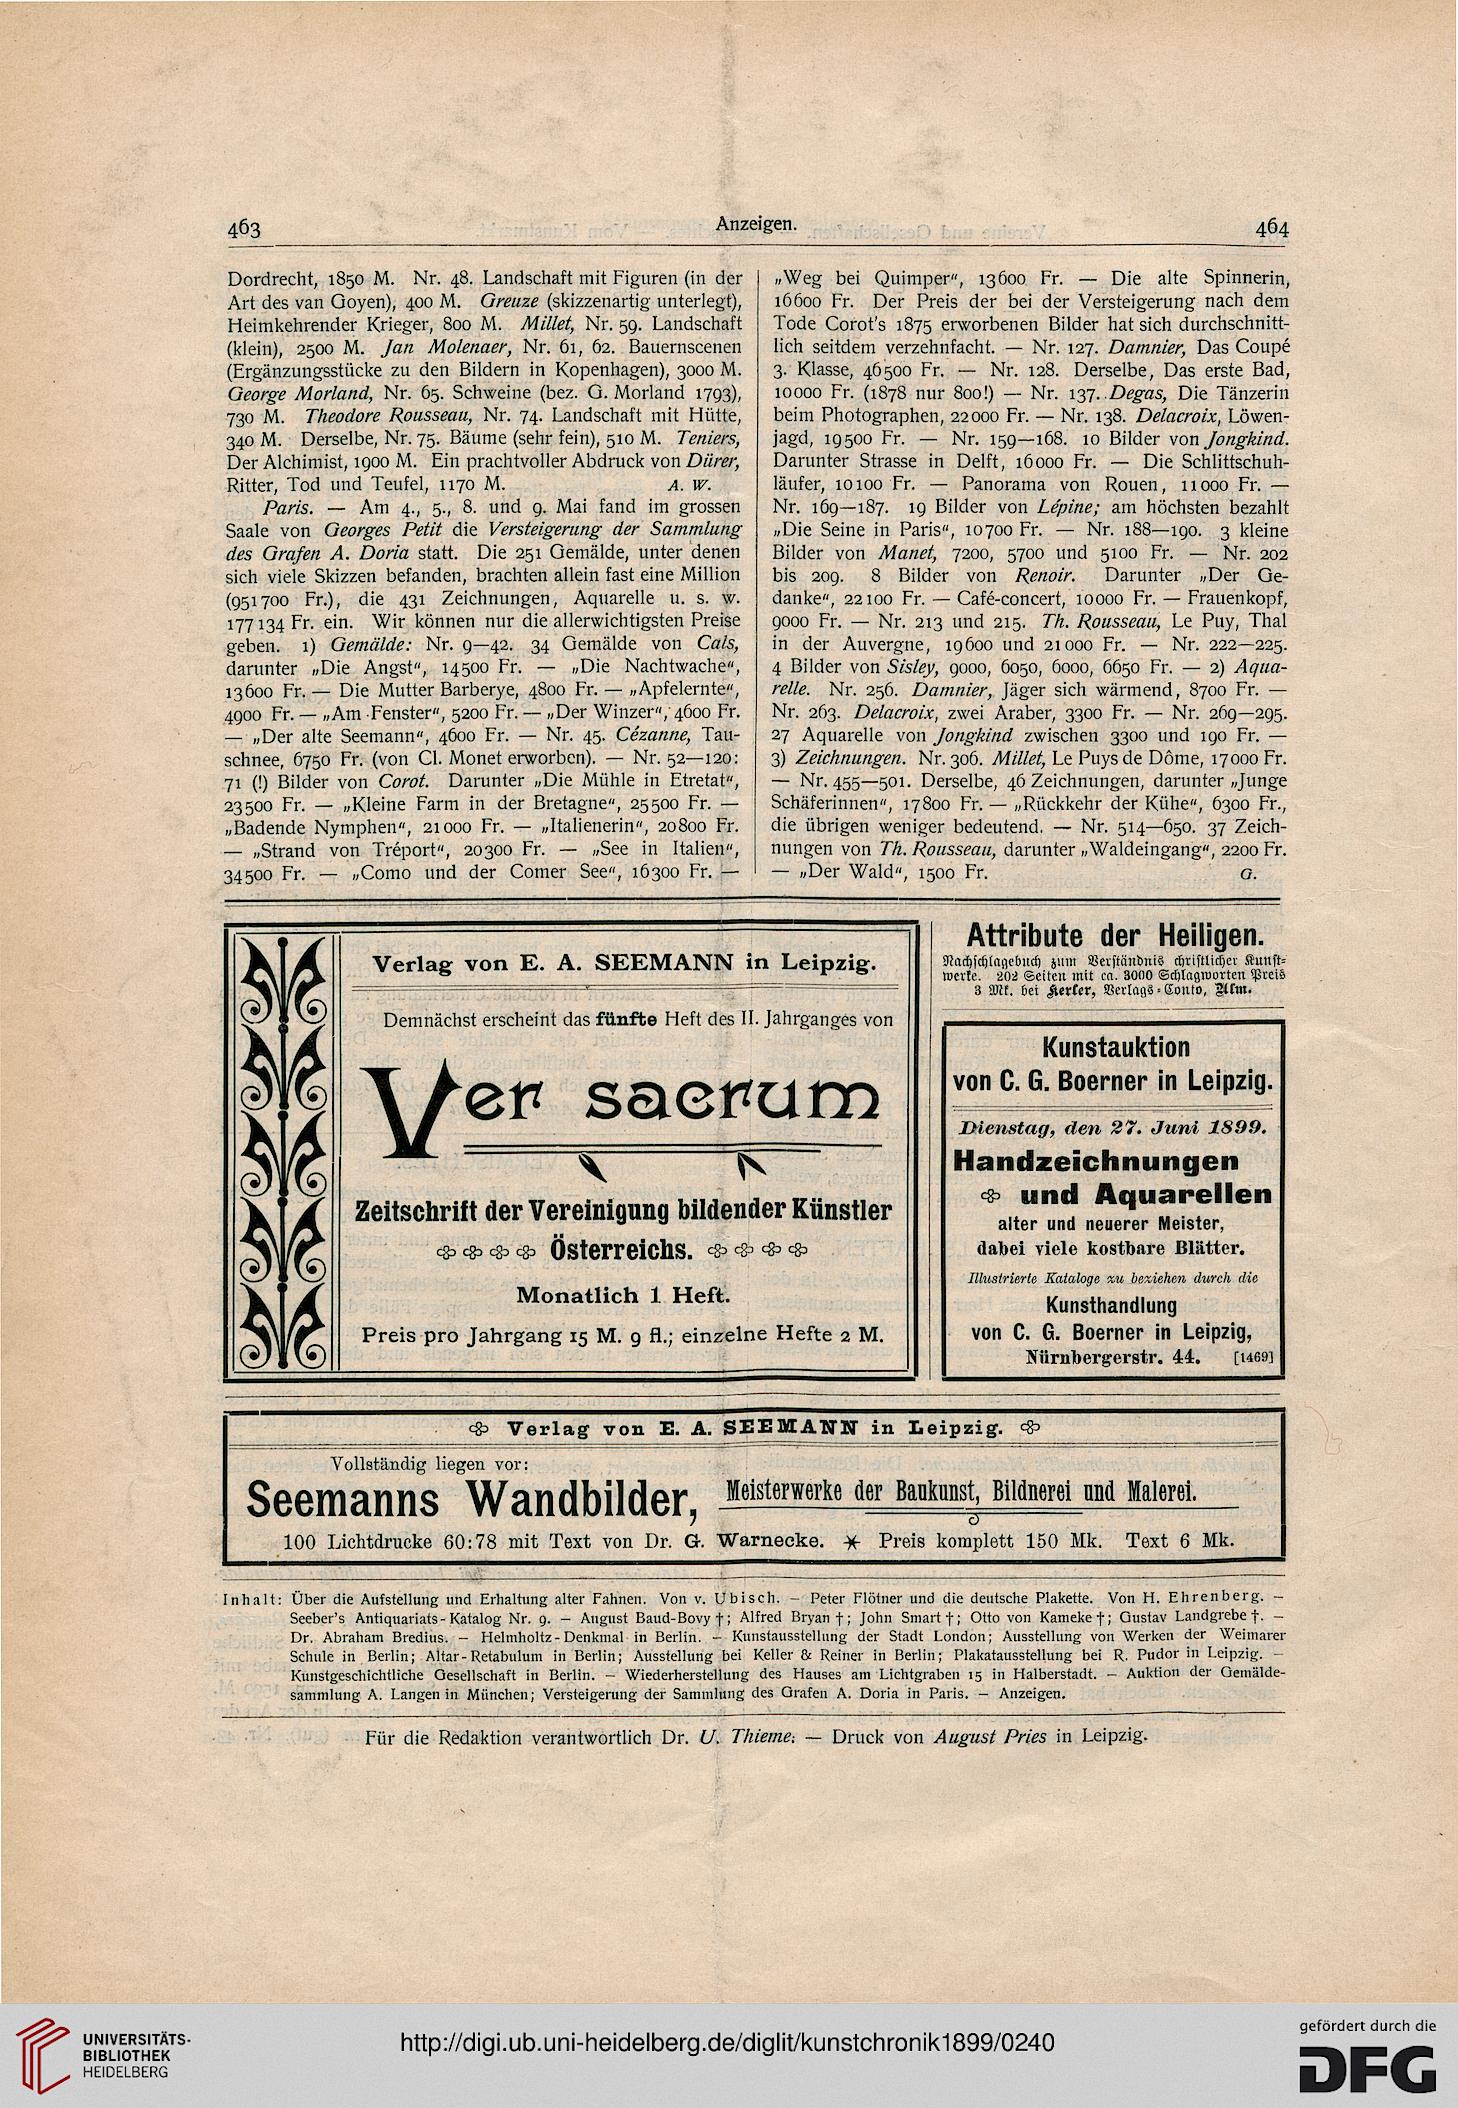 463
Anzeigen.
464
Dordrecht, 1850 M. Nr. 48. Landschaft mit Figuren (in der
Art des van Goyen), 400 M. Greuze (skizzenartig unterlegt),
Heimkehrender Krieger, 800 M. Millet, Nr. 59. Landschaft
(klein), 2500 M. Jan Molenaer, Nr. 61, 62. Bauernscenen
(Ergänzungsstücke zu den Bildern in Kopenhagen), 3000 M.
George Morland, Nr. 65. Schweine (bez. G. Morland 1793),
730 M. Theodore Rousseau, Nr. 74. Landschaft mit Hütte,
340 M. Derselbe, Nr. 75. Bäume (sehr fein), 510 M. Teniers,
Der Alchimist, 1900 M. Ein prachtvoller Abdruck von Dürer,
Ritter, Tod und Teufel, 1170 M. A. W.
Paris. — Am 4., 5., 8. und 9. Mai fand im grossen
Saale von Georges Petit die Versteigerung der Sammlung
des Grafen A. Doria statt. Die 251 Gemälde, unter denen
sich viele Skizzen befanden, brachten allein fast eine Million
(951700 Fr.), die 431 Zeichnungen, Aquarelle u. s. w.
177134 Fr. ein. Wir können nur die allerwichtigsten Preise
geben. 1) Gemälde: Nr. 9—42. 34 Gemälde von Cals,
darunter „Die Angst“, 14500 Fr. — „Die Nachtwache“,
13600 Fr. — Die Mutter Barberye, 4800 Fr. — „Apfelernte“,
4900 Fr. — „Am Fenster“, 5200 Fr. — „Der Winzer“, 4600 Fr.
— „Der alte Seemann“, 4600 Fr. — Nr. 45. Cézanne, Tau-
schnee, 6750 Fr. (von Cl. Monet erworben). — Nr. 52—120:
71 (!) Bilder von Corot. Darunter „Die Mühle in Etretat“,
23500 Fr. — „Kleine Farm in der Bretagne“, 25500 Fr. —
„Badende Nymphen“, 21000 Fr. — „Italienerin“, 20800 Fr.
— „Strand von Tréport“, 20300 Fr. — „See in Italien“,
34500 Fr. — „Como und der Comer See“, 16300 Fr. —
„Weg bei Quimper“, 13600 Fr. — Die alte Spinnerin,
16600 Fr. Der Preis der bei der Versteigerung nach dem
Tode Corot's 1875 erworbenen Bilder hat sich durchschnitt-
lich seitdem verzehnfacht. — Nr. 127. Damnier, Das Coupé
3. Klasse, 46500 Fr. — Nr. 128. Derselbe, Das erste Bad,
10000 Fr. (1878 nur 800!) — Nr. 137. Degas, Die Tänzerin
beim Photographen, 22000 Fr. — Nr. 138. Delacroix, Löwen-
jagd, 19500 Fr. — Nr. 159—168. 10 Bilder von Jongkind.
Darunter Strasse in Delft, 16000 Fr. — Die Schlittschuh-
läufer, 10100 Fr. — Panorama von Rouen, 11000 Fr. —
Nr. 169—187. 19 Bilder von Lépine; am höchsten bezahlt
„Die Seine in Paris“, 10700 Fr. — Nr. 188—190. 3 kleine
Bilder von Manet, 7200, 5700 und 5100 Fr. — Nr. 202
bis 209. 8 Bilder von Renoir. Darunter „Der Ge-
danke“, 22100 Fr. — Café-concert, 10000 Fr. — Frauenkopf,
9000 Fr. — Nr. 213 und 215. Th. Rousseau, Le Puy, Thal
in der Auvergne, 19600 und 21000 Fr. — Nr. 222—225.
4 Bilder von Sisley, 9000, 6050, 6000, 6650 Fr. — 2) Aqua-
relle. Nr. 256. Damnier, Jäger sich wärmend, 8700 Fr. —
Nr. 263. Delacroix, zwei Araber, 3300 Fr. — Nr. 269—295.
27 Aquarelle von Jongkind zwischen 3300 und 190 Fr. —
3) Zeichnungen. Nr. 306. Millet, Le Puys de Dôme, 17000 Fr.
— Nr. 455—501. Derselbe, 46 Zeichnungen, darunter „Junge
Schäferinnen“, 17800 Fr. — „Rückkehr der Kühe“, 6300 Fr.,
die übrigen weniger bedeutend. — Nr. 514—650. 37 Zeich-
nungen von Th. Rousseau, darunter „Waldeingang“, 2200 Fr.
— „Der Wald“, 1500 Fr. G.
Verlag von E. A. SEEMANN in Leipzig.
Demnächst erscheint das fünfte Heft des II. Jahrganges von
Ver sacrum
Zeitschrift der Vereinigung bildender Künstler
Österreichs.
Monatlich 1 Heft.
Preis pro Jahrgang 15 M. 9 fl.; einzelne Hefte 2 M.
Attribute der Heiligen.
Nachschlagebuch zum Verständnis christlicher Kunst-
werke. 202 Seiten mit ca. 3000 Schlagworten Preis
3 Mk. bei Kerler, Verlags-Conto, Ulm.
Kunstauktion
von C. G. Boerner in Leipzig.
Dienstag, den 27. Juni 1899.
Handzeichnungen
und Aquarellen
alter und neuerer Meister,
dabei viele kostbare Blätter.
Illustrierte Kataloge zu beziehen durch die
Kunsthandlung
von C. G. Boerner in Leipzig,
Nürnbergerstr. 44. [1469]
Verlag von E. A. SEEMANN in Leipzig.
Vollständig liegen vor:
Seemanns Wandbilder, Meisterwerke der Baukunst, Bildnerei und Malerei.
100 Lichtdrucke 60:78 mit Text von Dr. G. Warnecke. * Preis komplett 150 Mk. Text 6 Mk.
Inhalt: Über die Aufstellung und Erhaltung alter Fahnen. Von v. Ubisch. – Peter Flötner und die deutsche Plakette. Von H. Ehrenberg. –
Seeber's Antiquariats-Katalog Nr. 9. – August Baud-Bovy †; Alfred Bryan †; John Smart †; Otto von Kameke †; Gustav Landgrebe †. –
Dr. Abraham Bredius. – Helmholtz-Denkmal in Berlin. – Kunstausstellung der Stadt London; Ausstellung von Werken der Weimarer
Schule in Berlin; Altar-Retabulum in Berlin; Ausstellung bei Keller & Reiner in Berlin; Plakatausstellung bei R. Pudor in Leipzig. –
Kunstgeschichtliche Gesellschaft in Berlin. – Wiederherstellung des Hauses am Lichtgraben 15 in Halberstadt. – Auktion der Gemälde-
sammlung A. Langen in München; Versteigerung der Sammlung des Grafen A. Doria in Paris. – Anzeigen.
Für die Redaktion verantwortlich Dr. U. Thieme. — Druck von August Pries in Leipzig.
UNIVERSITÄTS-
BIBLIOTHEK
HEIDELBERG
http://digi.ub.uni-heidelberg.de/diglit/kunstchronik1899/0240
gefördert durch die
DFG